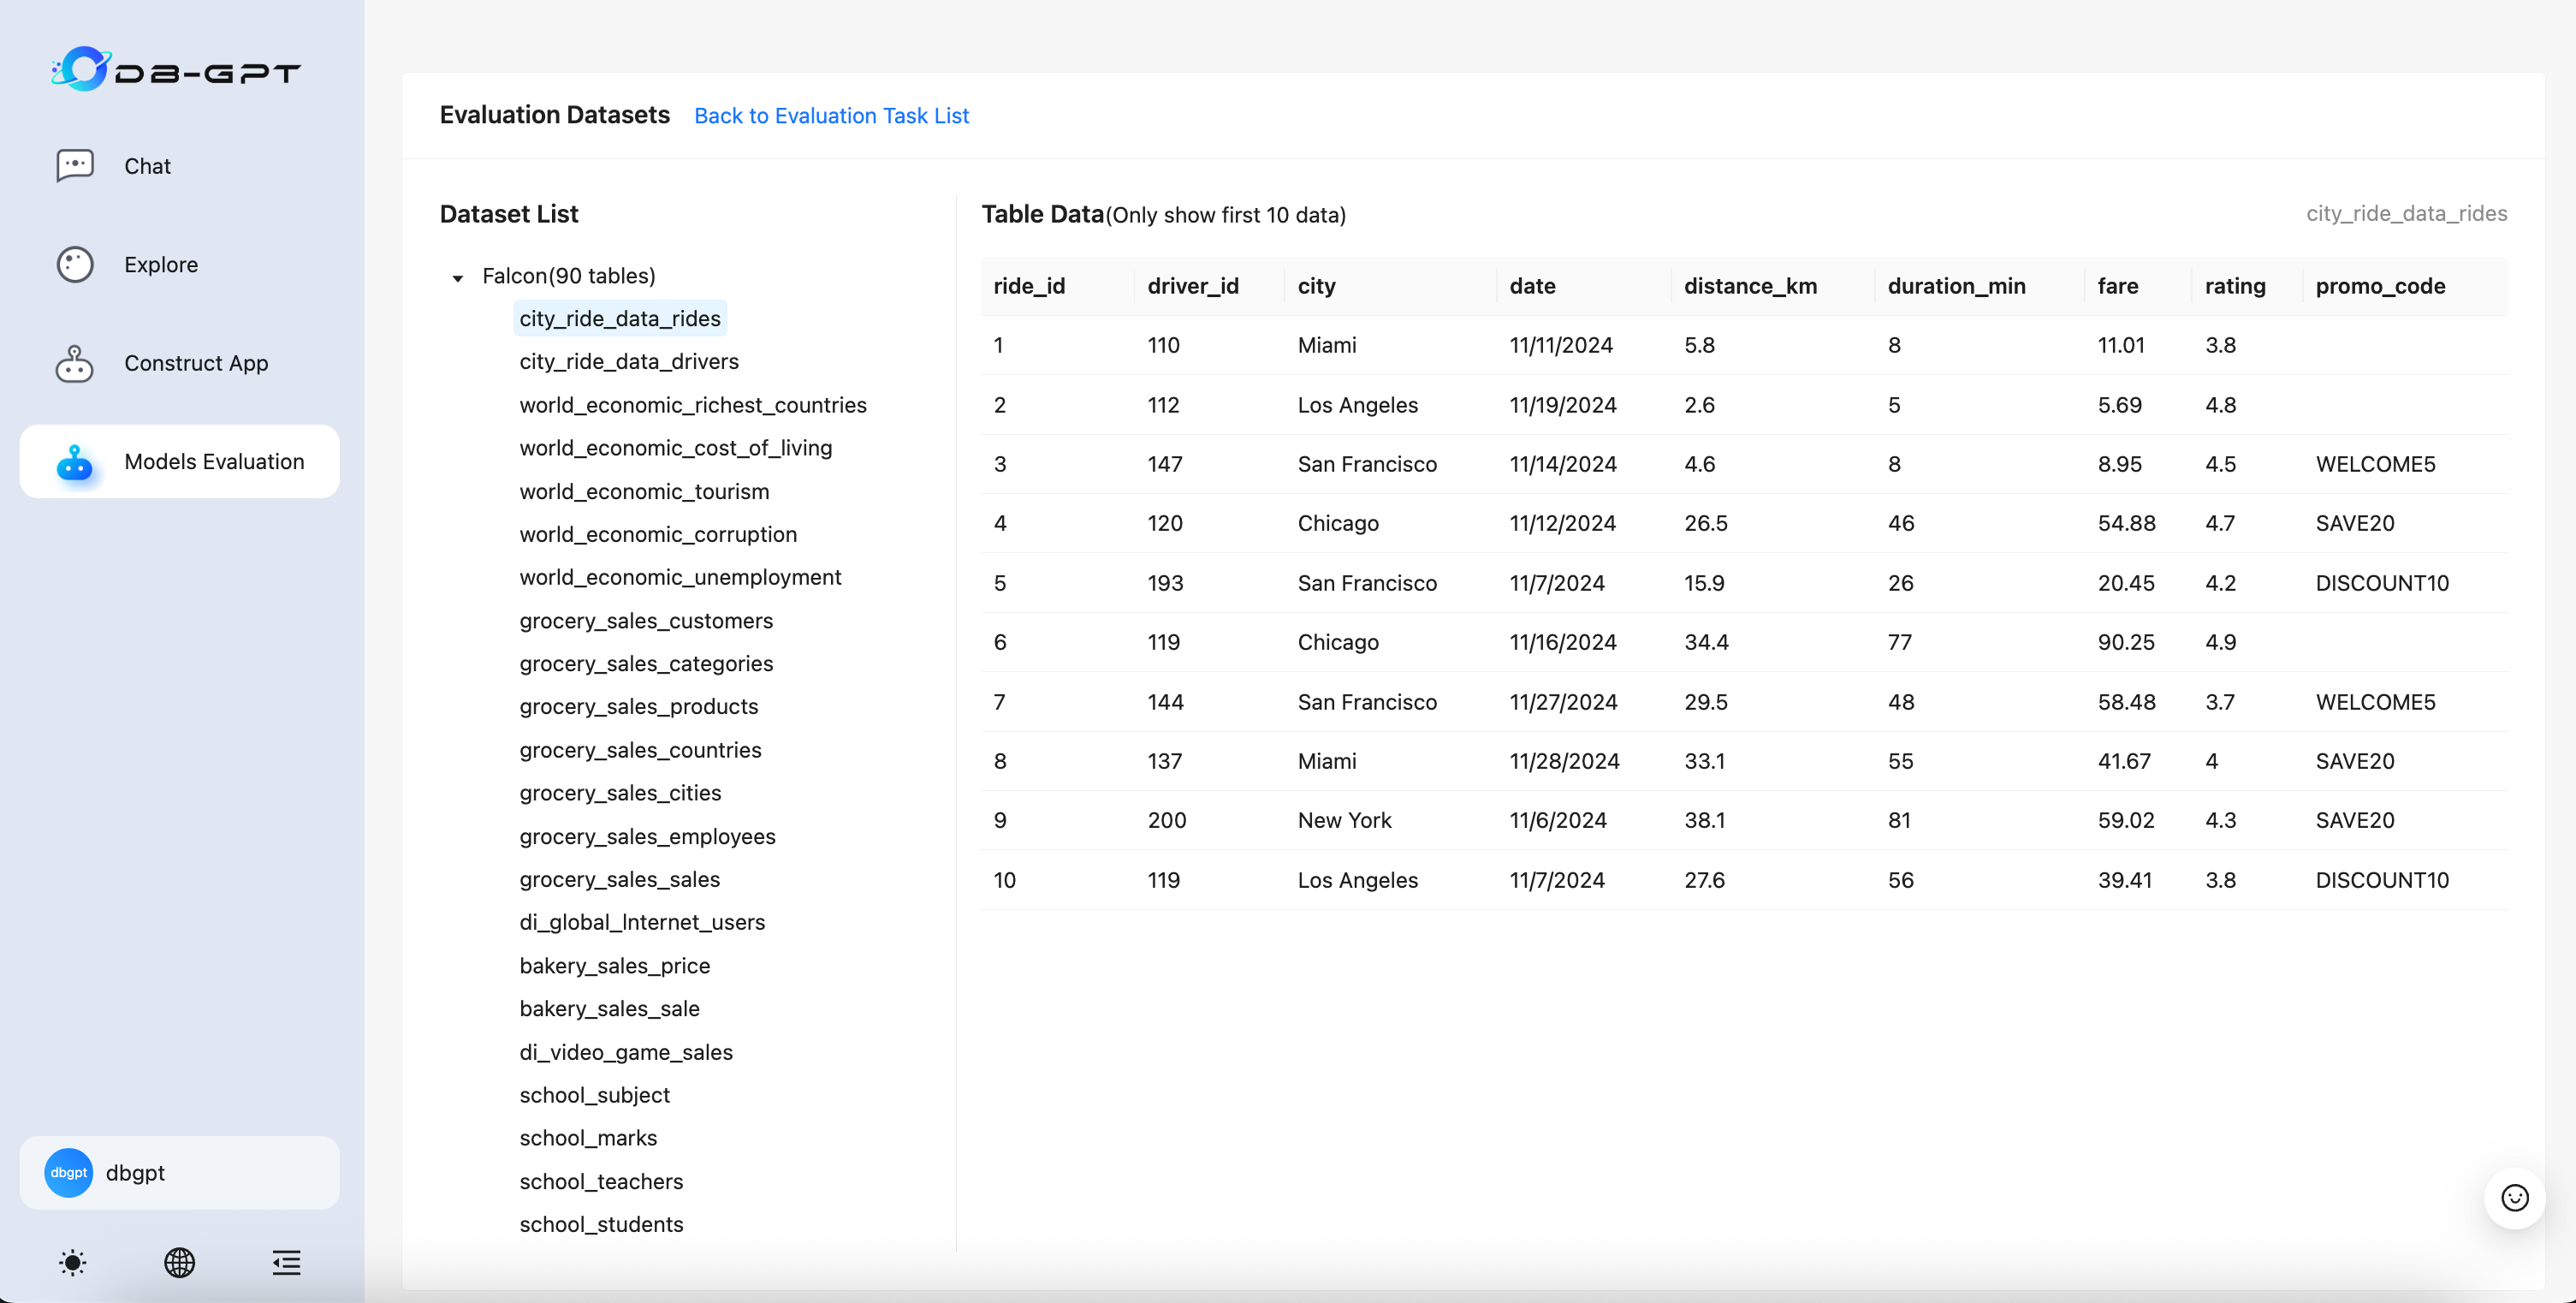 DB-GPT
Chat
Explore
Construct App
Models Evaluation
dbgpt dbgpt
Evaluation Datasets Back to Evaluation Task List
Dataset List
Falcon(90 tables)
city_ride_data_rides
city_ride_data_drivers
world_economic_richest_countries
world_economic_cost_of_living
world_economic_tourism
world_economic_corruption
world_economic_unemployment
grocery_sales_customers
grocery_sales_categories
grocery_sales_products
grocery_sales_countries
grocery_sales_cities
grocery_sales_employees
grocery_sales_sales
di_global_Internet_users
bakery_sales_price
bakery_sales_sale
di_video_game_sales
school_subject
school_marks
school_teachers
school_students
Table Data(Only show first 10 data) city_ride_data_rides
ride_id driver_id city date distance_km duration_min fare rating promo_code
1 110 Miami 11/11/2024 5.8 8 11.01 3.8
2 112 Los Angeles 11/19/2024 2.6 5 5.69 4.8
3 147 San Francisco 11/14/2024 4.6 8 8.95 4.5 WELCOME5
4 120 Chicago 11/12/2024 26.5 46 54.88 4.7 SAVE20
5 193 San Francisco 11/7/2024 15.9 26 20.45 4.2 DISCOUNT10
6 119 Chicago 11/16/2024 34.4 77 90.25 4.9
7 144 San Francisco 11/27/2024 29.5 48 58.48 3.7 WELCOME5
8 137 Miami 11/28/2024 33.1 55 41.67 4 SAVE20
9 200 New York 11/6/2024 38.1 81 59.02 4.3 SAVE20
10 119 Los Angeles 11/7/2024 27.6 56 39.41 3.8 DISCOUNT10